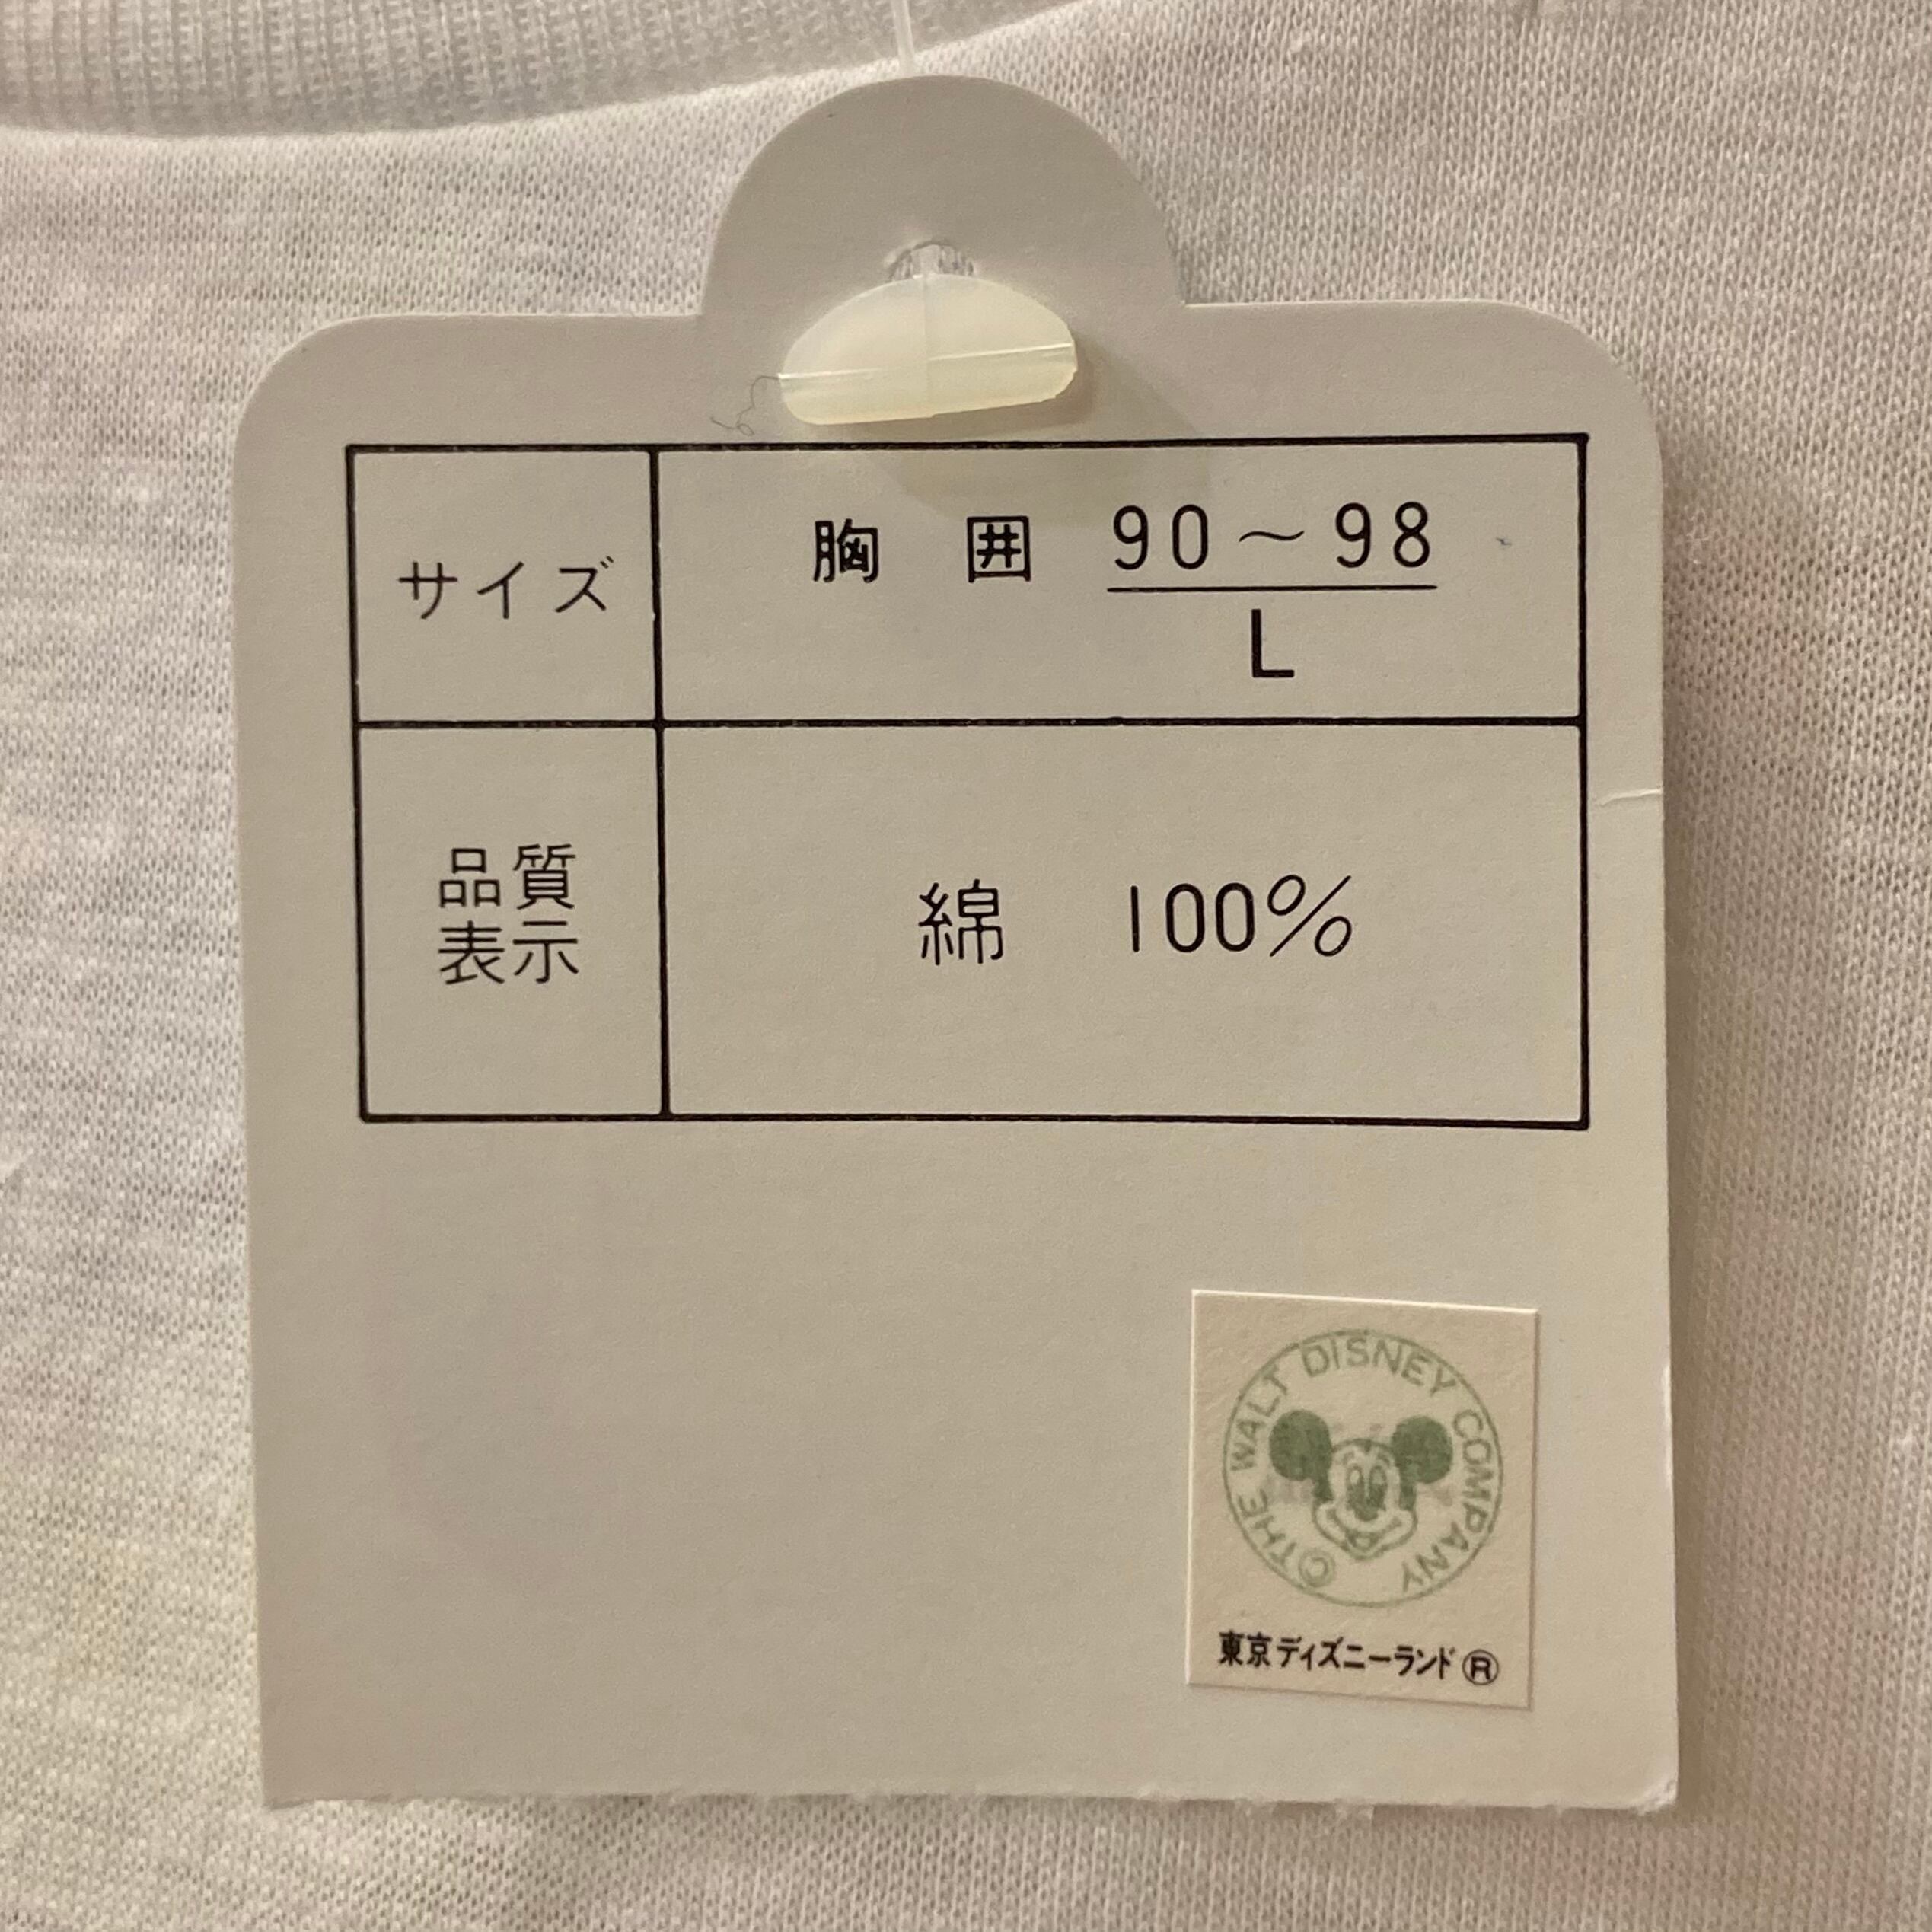 サイズ
胸 囲 90～98
L
品質
表示
綿 100%
©THE WALT DISNEY COMPANY
東京ディズニーランド®